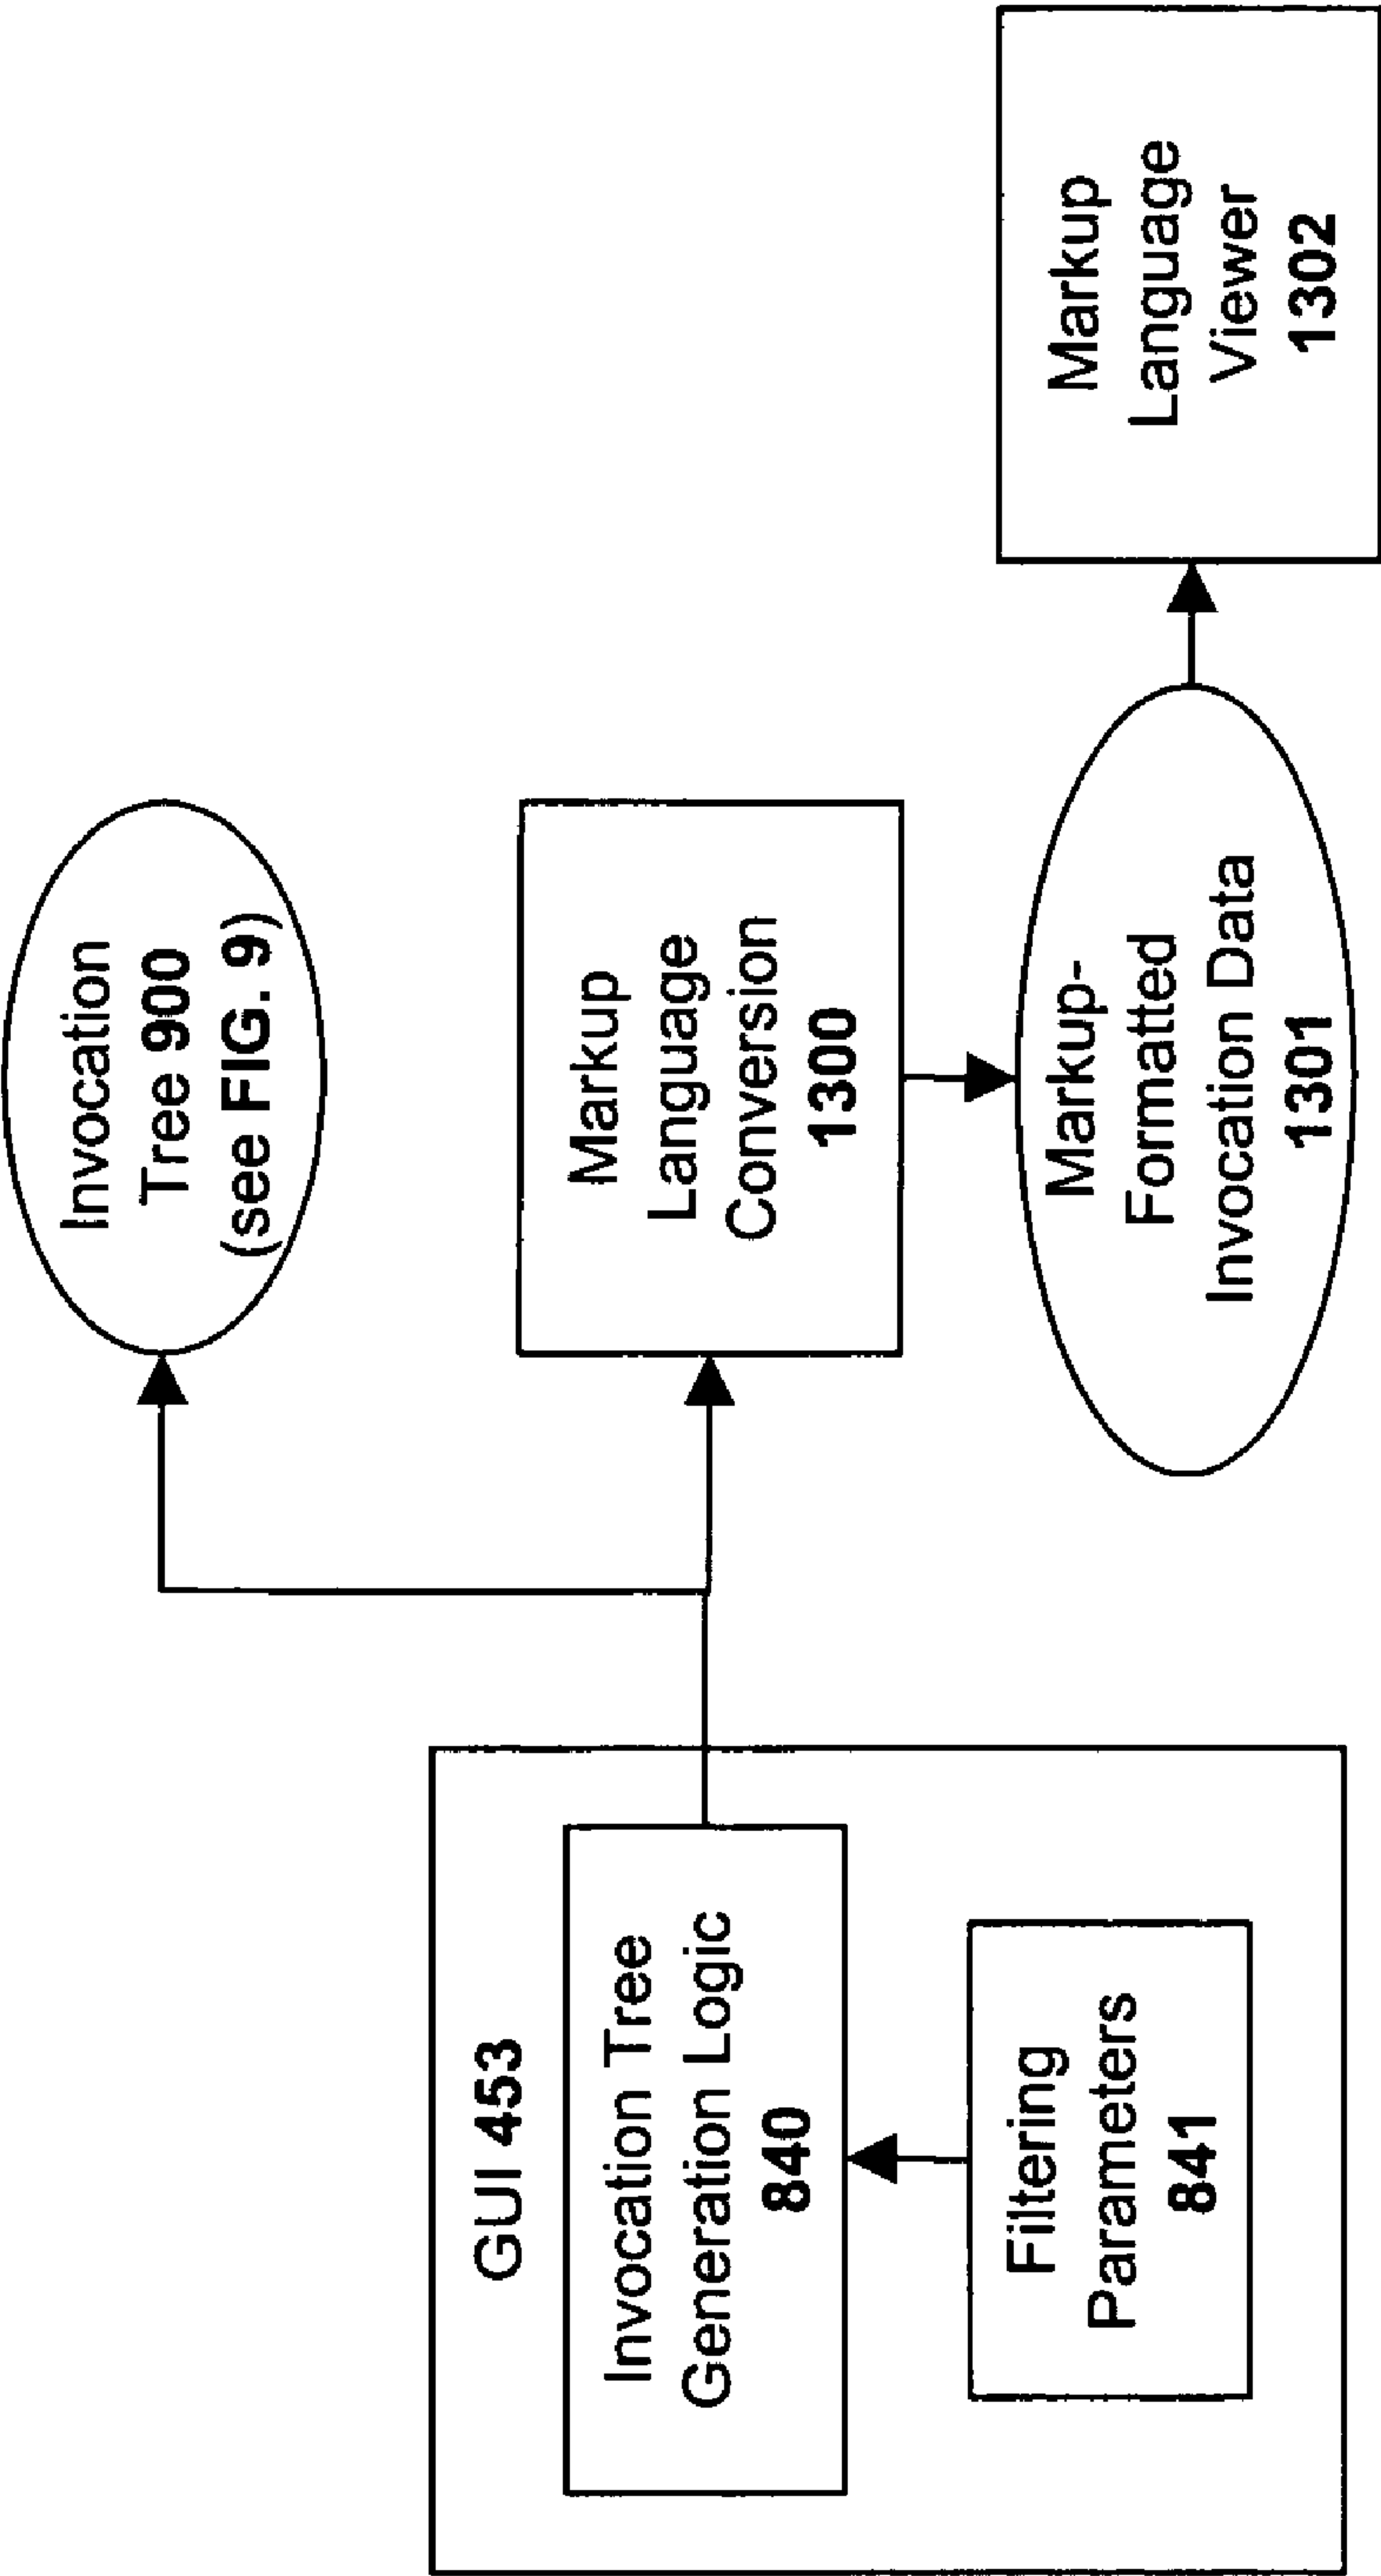 GUI 453
Invocation Tree
Generation Logic
840
Filtering
Parameters
841
Invocation
Tree 900
(see FIG. 9)
Markup
Language
Conversion
1300
Markup-
Formatted
Invocation Data
1301
Markup
Language
Viewer
1302